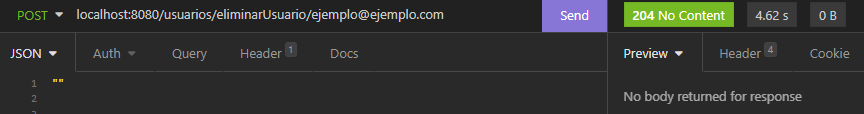 POST localhost:8080/usuarios/eliminarUsuario/ejemplo@ejemplo.com Send 204 No Content 4.62 s 0 B
JSON Auth Query Header 1 Docs Preview Header 4 Cookie
1 ""
2
No body returned for response